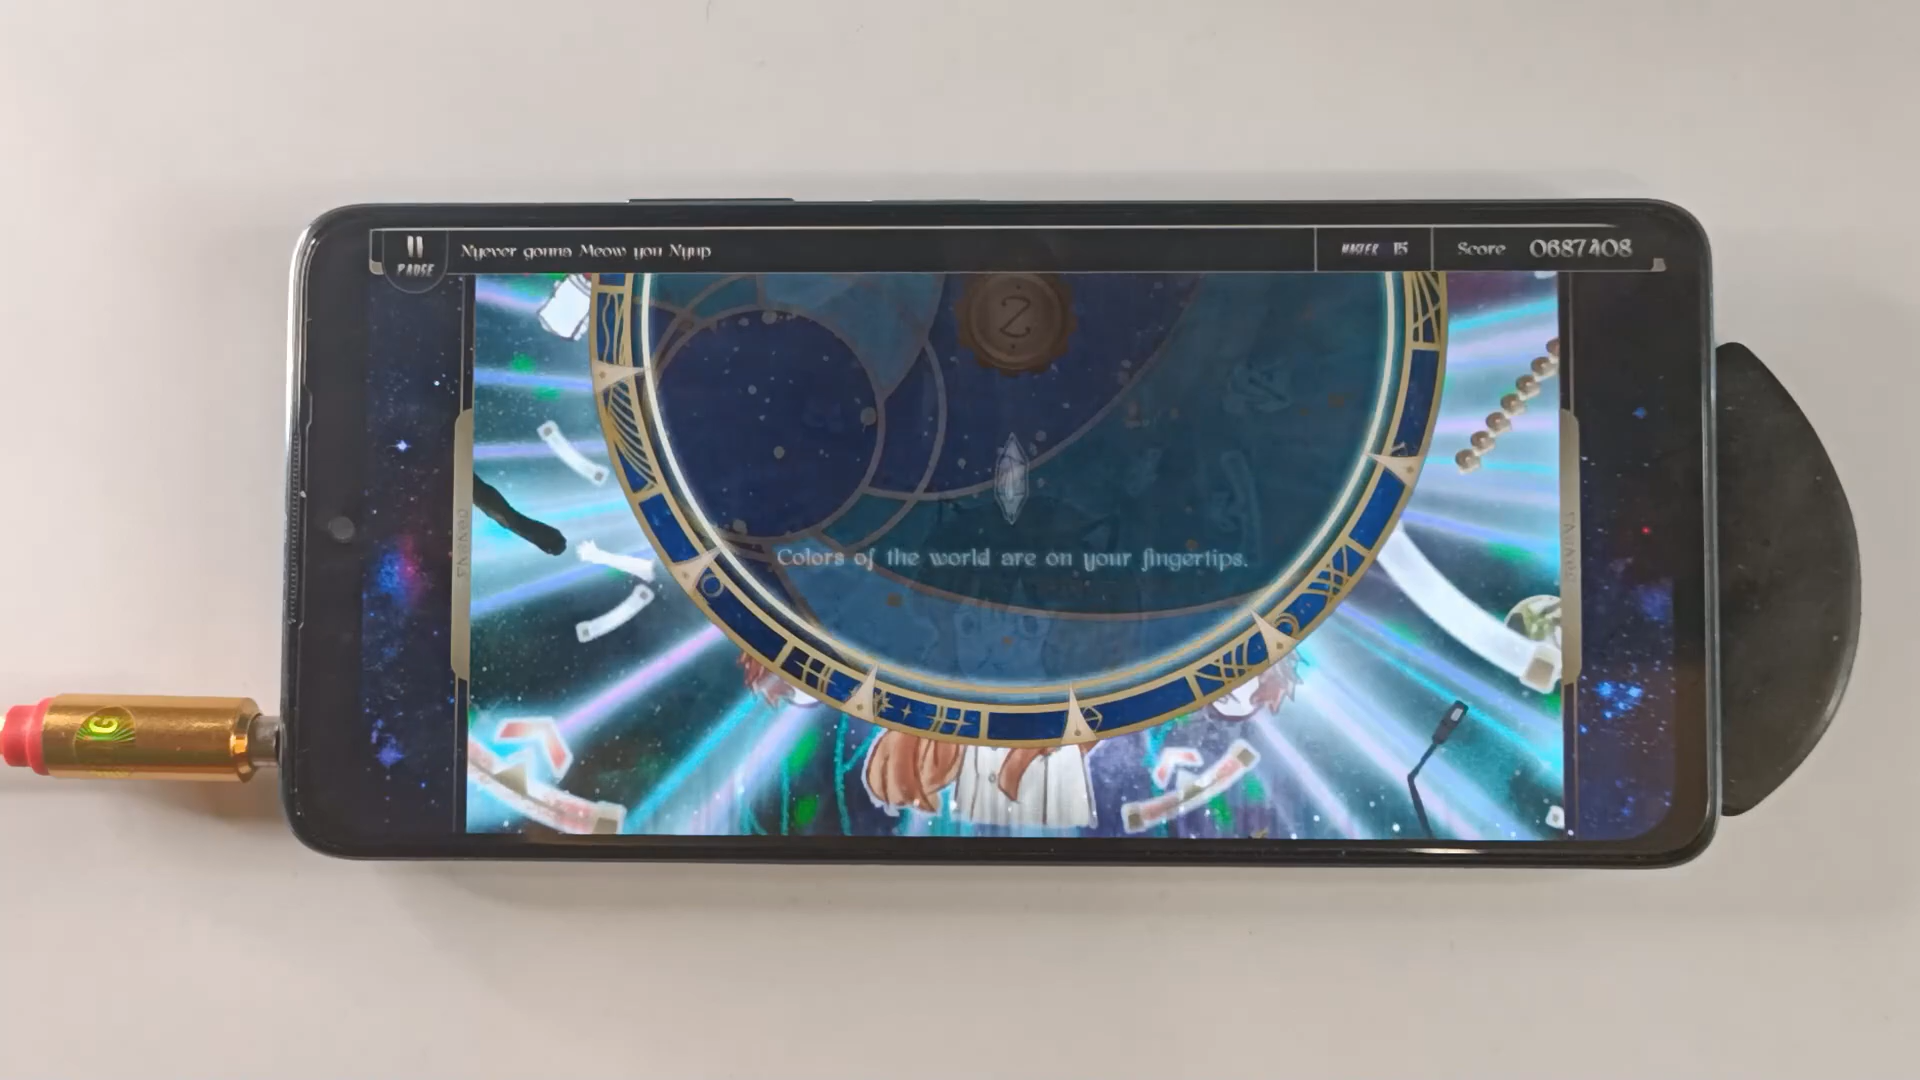 PAUSE
Nyever gonna Meow you Nyup
MASTER 15
Score 0687408
Colors of the world are on your fingertips.
G